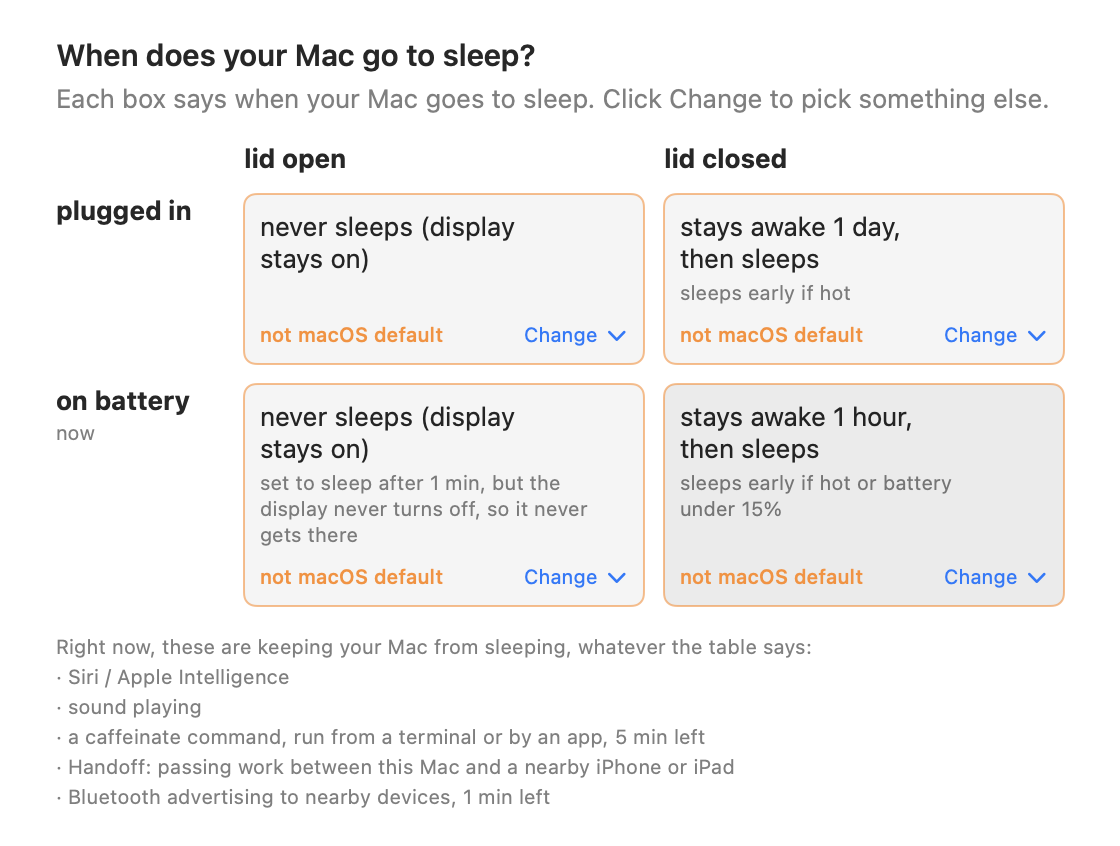 When does your Mac go to sleep?
Each box says when your Mac goes to sleep. Click Change to pick something else.
lid open
lid closed
plugged in
never sleeps (display
stays on)
not macOS default
Change
stays awake 1 day,
then sleeps
sleeps early if hot
not macOS default
Change
on battery
now
never sleeps (display
stays on)
set to sleep after 1 min, but the
display never turns off, so it never
gets there
not macOS default
Change
stays awake 1 hour,
then sleeps
sleeps early if hot or battery
under 15%
not macOS default
Change
Right now, these are keeping your Mac from sleeping, whatever the table says:
· Siri / Apple Intelligence
· sound playing
· a caffeinate command, run from a terminal or by an app, 5 min left
· Handoff: passing work between this Mac and a nearby iPhone or iPad
· Bluetooth advertising to nearby devices, 1 min left